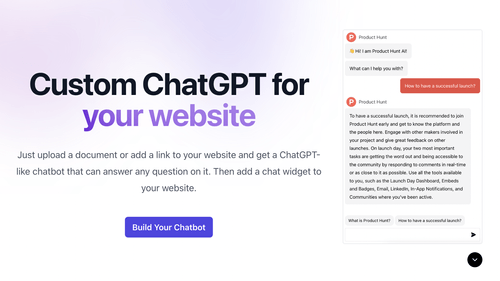 Custom ChatGPT for
your website
Just upload a document or add a link to your website and get a ChatGPT-
like chatbot that can answer any question on it. Then add a chat widget to
your website.
Build Your Chatbot
P Product Hunt
👋 Hi! I am Product Hunt AI!
What can I help you with?
How to have a successful launch?
P Product Hunt
To have a successful launch, it is recommended to join
Product Hunt early and get to know the platform and
the people here. Engage with other makers involved in
your project and give great feedback on other
launches. On launch day, your two most important
tasks are getting the word out and being accessible to
the community by responding to comments in real-time
or as close to it as possible. Use all the tools available
to you, such as the Launch Day Dashboard, Embeds
and Badges, Email, LinkedIn, In-App Notifications, and
Communities where you've been active.
What is Product Hunt?
How to have a successful launch?